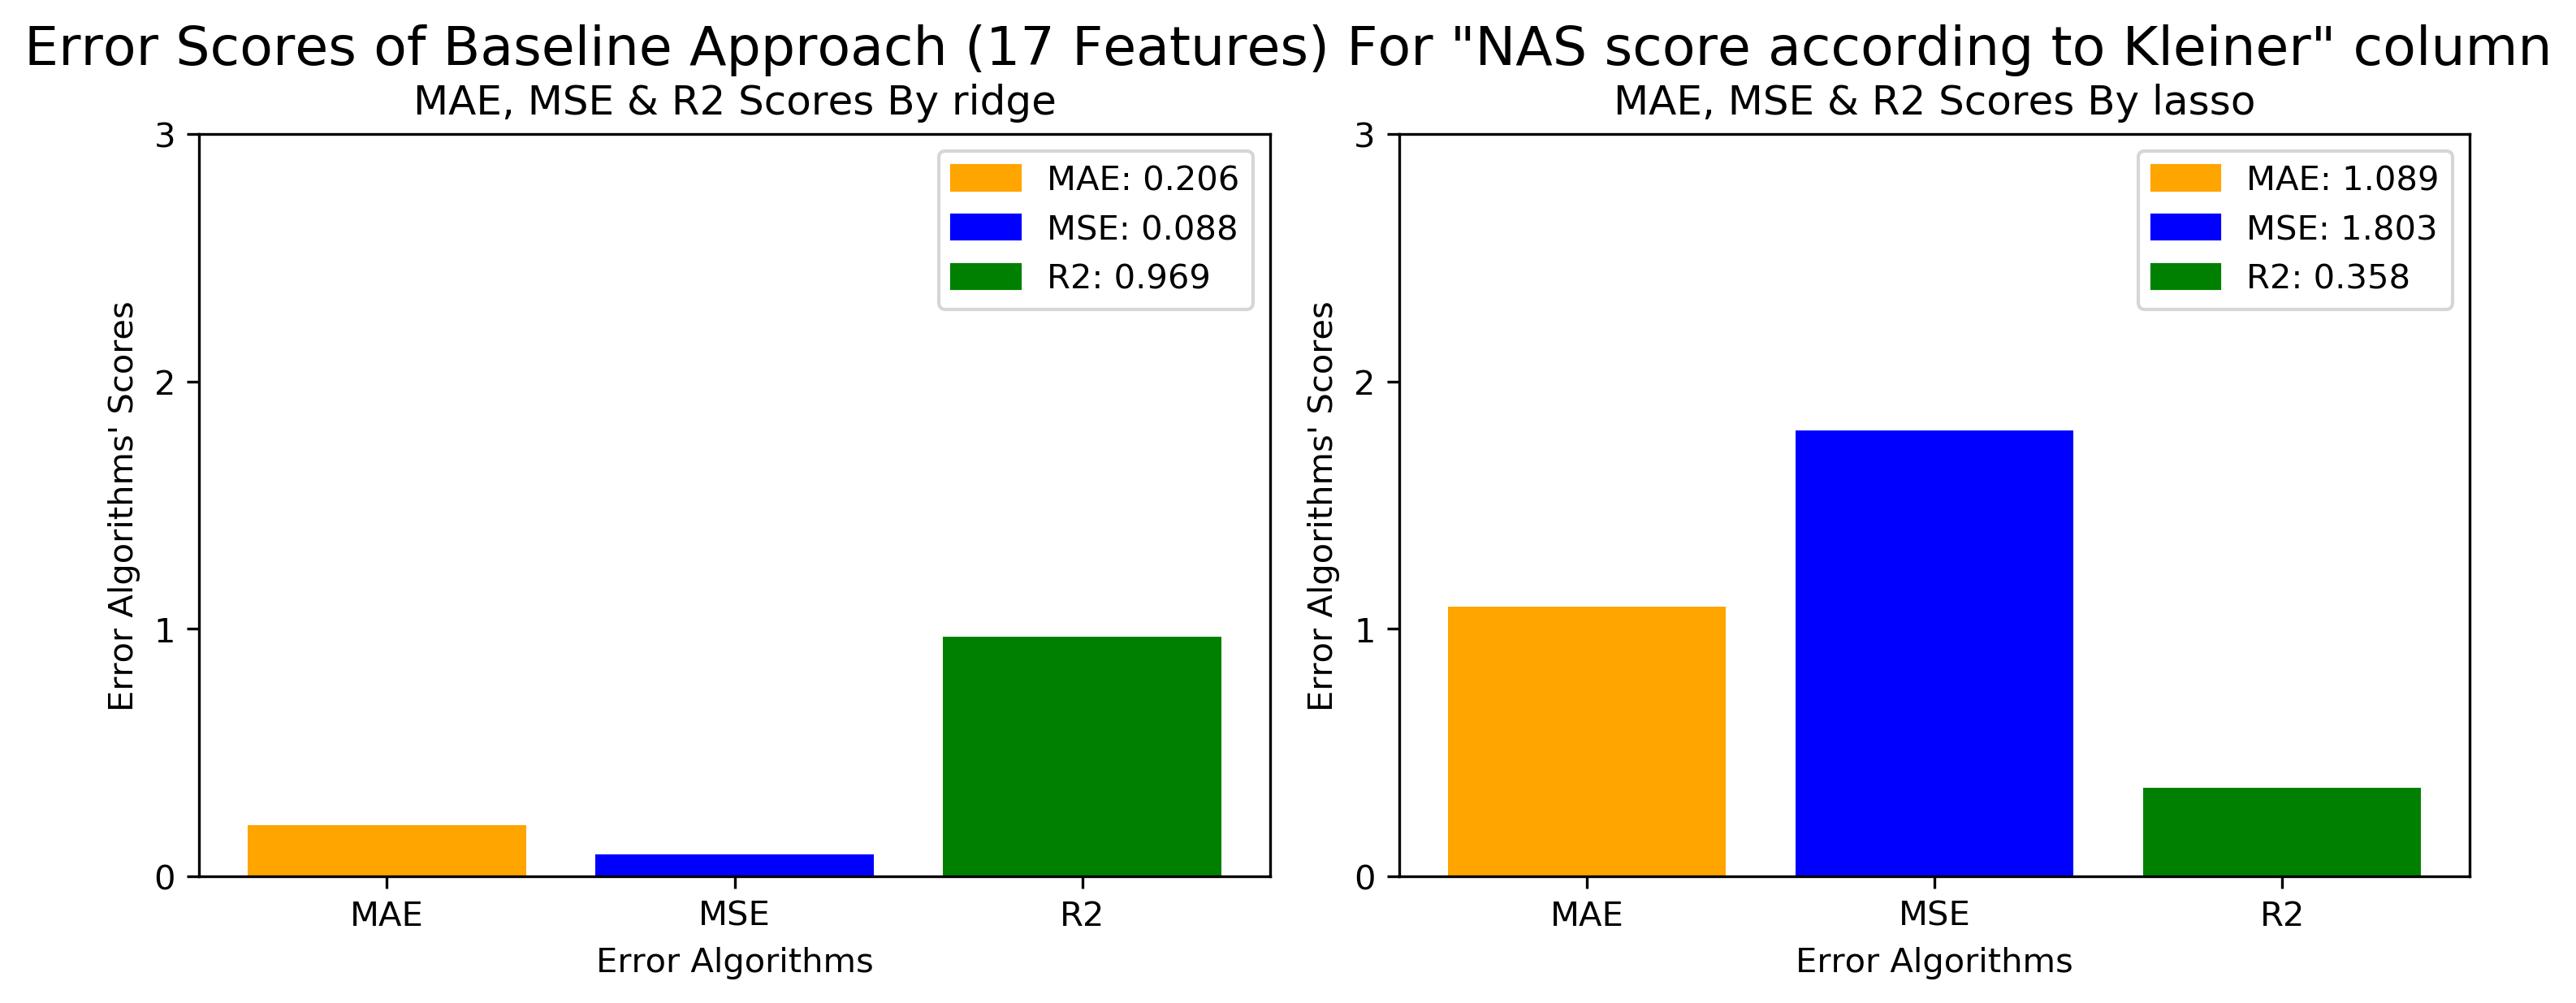 Error Scores of Baseline Approach (17 Features) For "NAS score according to Kleiner" column
MAE, MSE & R2 Scores By ridge
3
2
1
0
Error Algorithms' Scores
MAE: 0.206
MSE: 0.088
R2: 0.969
MAE
MSE
R2
Error Algorithms
MAE, MSE & R2 Scores By lasso
3
2
1
0
Error Algorithms' Scores
MAE: 1.089
MSE: 1.803
R2: 0.358
MAE
MSE
R2
Error Algorithms